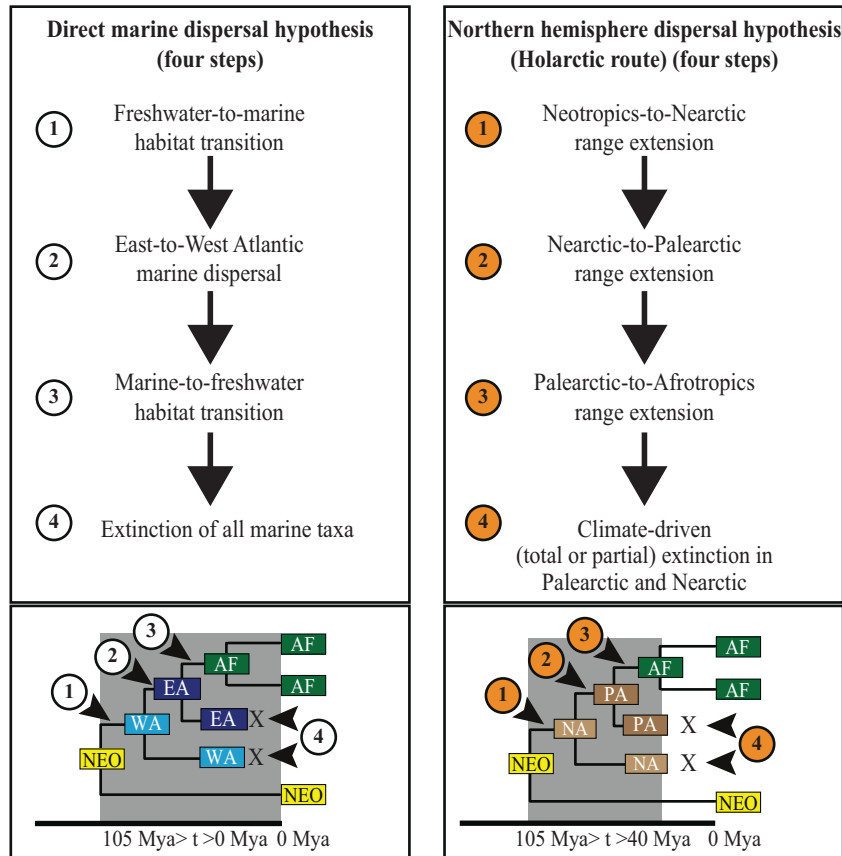 Direct marine dispersal hypothesis
(four steps)
1
Freshwater-to-marine
habitat transition
2
East-to-West Atlantic
marine dispersal
3
Marine-to-freshwater
habitat transition
4
Extinction of all marine taxa
3
AF
2
AF
1
EA
AF
WA
EA X
4
NEO
WA X
NEO
105 Mya> t >0 Mya 0 Mya
Northern hemisphere dispersal hypothesis
(Holarctic route) (four steps)
1
Neotropics-to-Nearctic
range extension
2
Nearctic-to-Palearctic
range extension
3
Palearctic-to-Afrotropics
range extension
4
Climate-driven
(total or partial) extinction in
Palearctic and Nearctic
3
AF
2
AF
1
PA
AF
NA
PA X
4
NEO
NA X
NEO
105 Mya> t >40 Mya 0 Mya